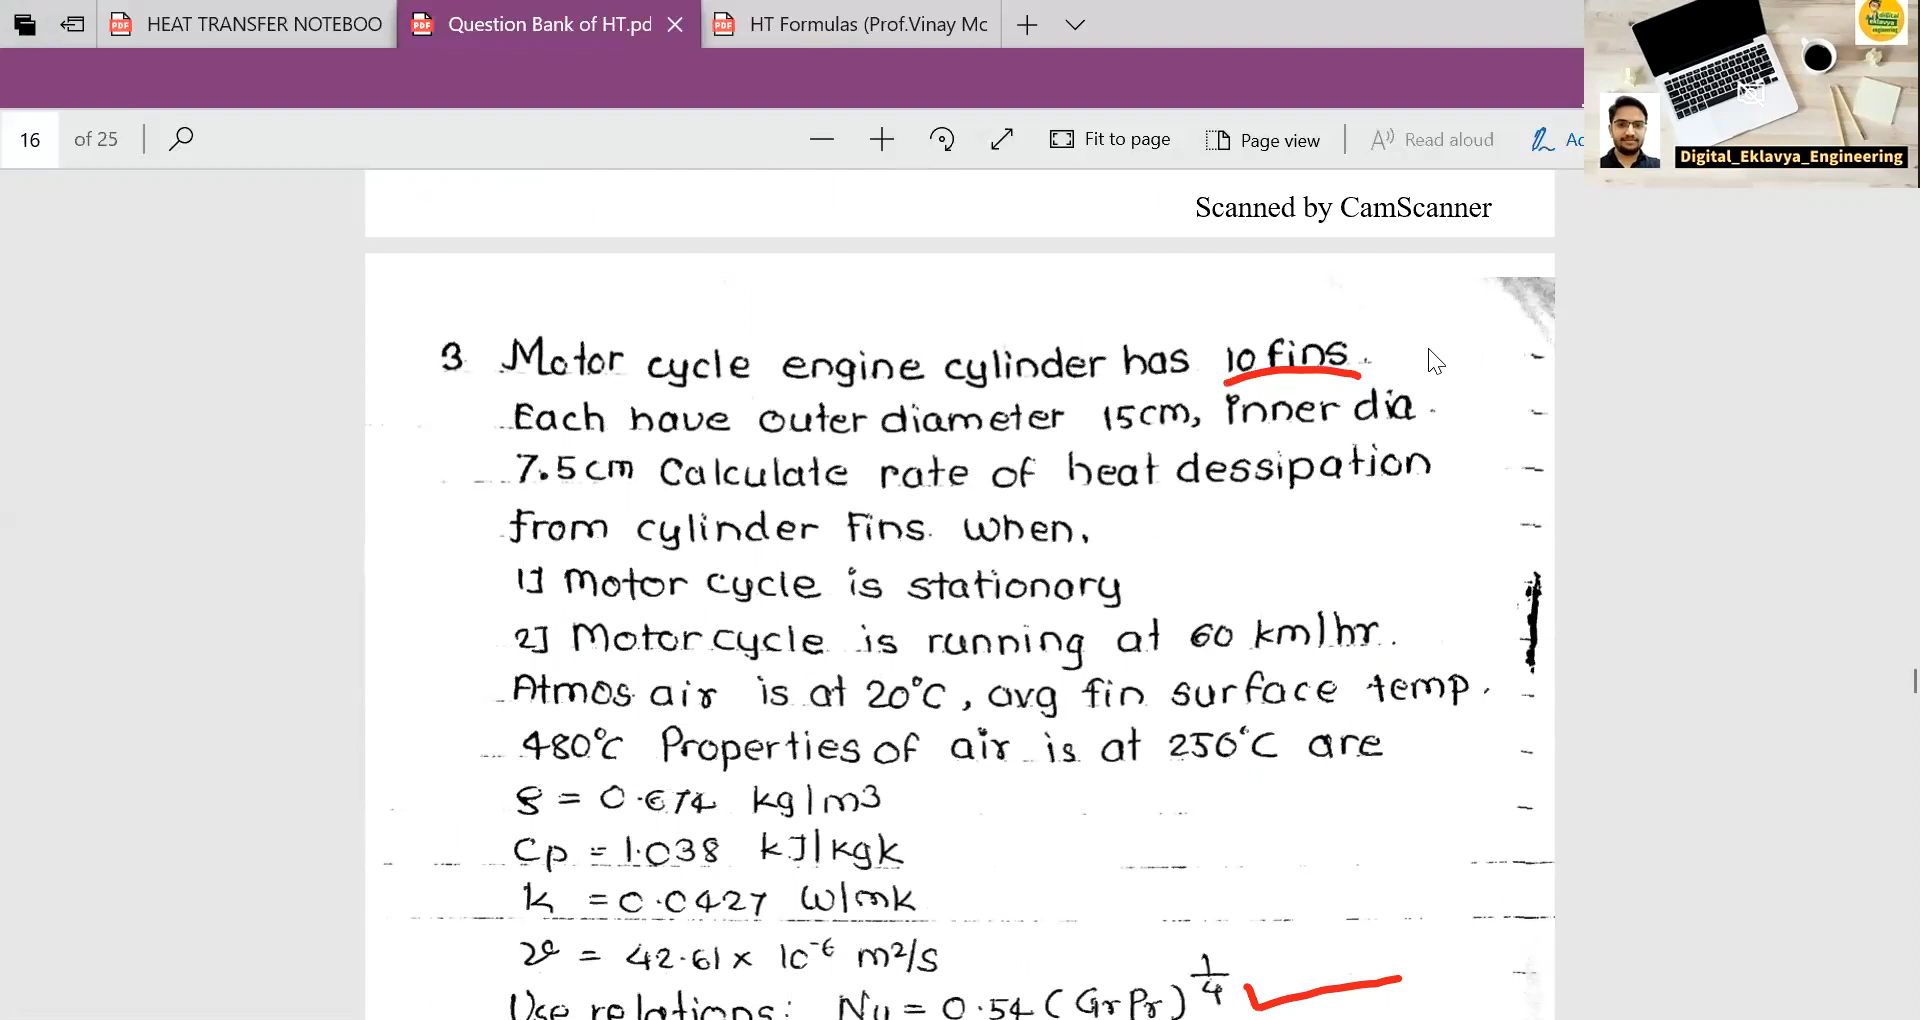 HEAT TRANSFER NOTEBOO
Question Bank of HT.pd
HT Formulas (Prof.Vinay Mc
16 of 25
Fit to page
Page view
Read aloud
Digital_Eklavya_Engineering
Scanned by CamScanner
3 Motor cycle engine cylinder has 10 fins.
Each have outer diameter 15cm, inner dia.
7.5cm Calculate rate of heat dessipation
from cylinder fins when,
1] Motor cycle is stationary
2] Motor cycle is running at 60 km/hr.
Atmos air is at 20°C, avg fin surface temp.
480°C Properties of air is at 250°C are
ρ = 0.674 kg/m3
Cp = 1.038 kJ/kgk
k = 0.0427 W/mk
ν = 42.61 x 10⁻⁶ m²/s
Use relations: Nu = 0.54 (Gr Pr)^1/4